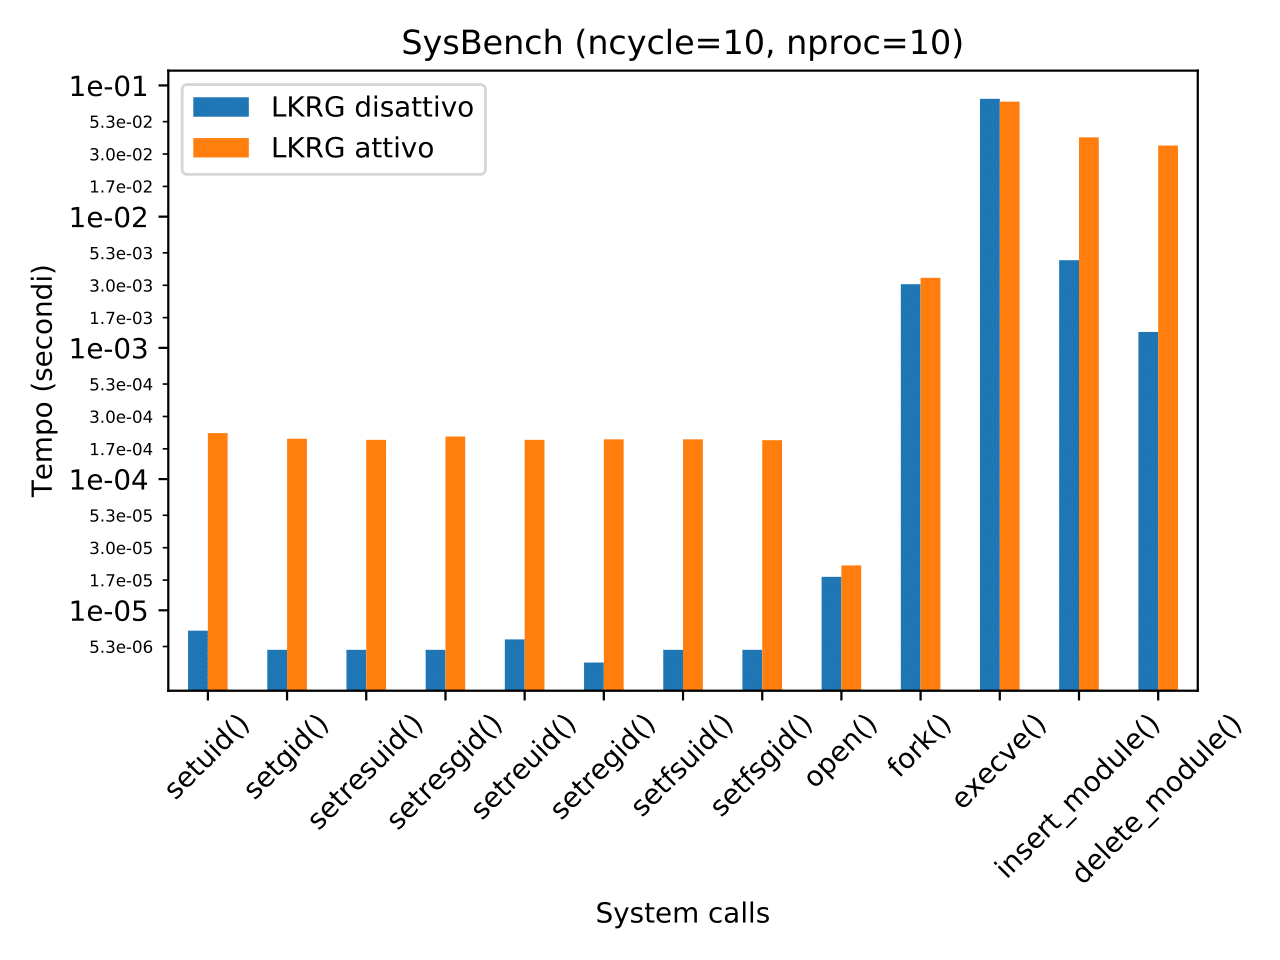 SysBench (ncycle=10, nproc=10)
LKRG disattivo
LKRG attivo
Tempo (secondi)
1e-01
5.3e-02
3.0e-02
1.7e-02
1e-02
5.3e-03
3.0e-03
1.7e-03
1e-03
5.3e-04
3.0e-04
1.7e-04
1e-04
5.3e-05
3.0e-05
1.7e-05
1e-05
5.3e-06
setuid()
setgid()
setresuid()
setresgid()
setreuid()
setregid()
setfsuid()
setfsgid()
open()
fork()
execve()
insert_module()
delete_module()
System calls